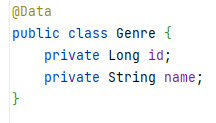 @Data
public class Genre {
    private Long id;
    private String name;
}